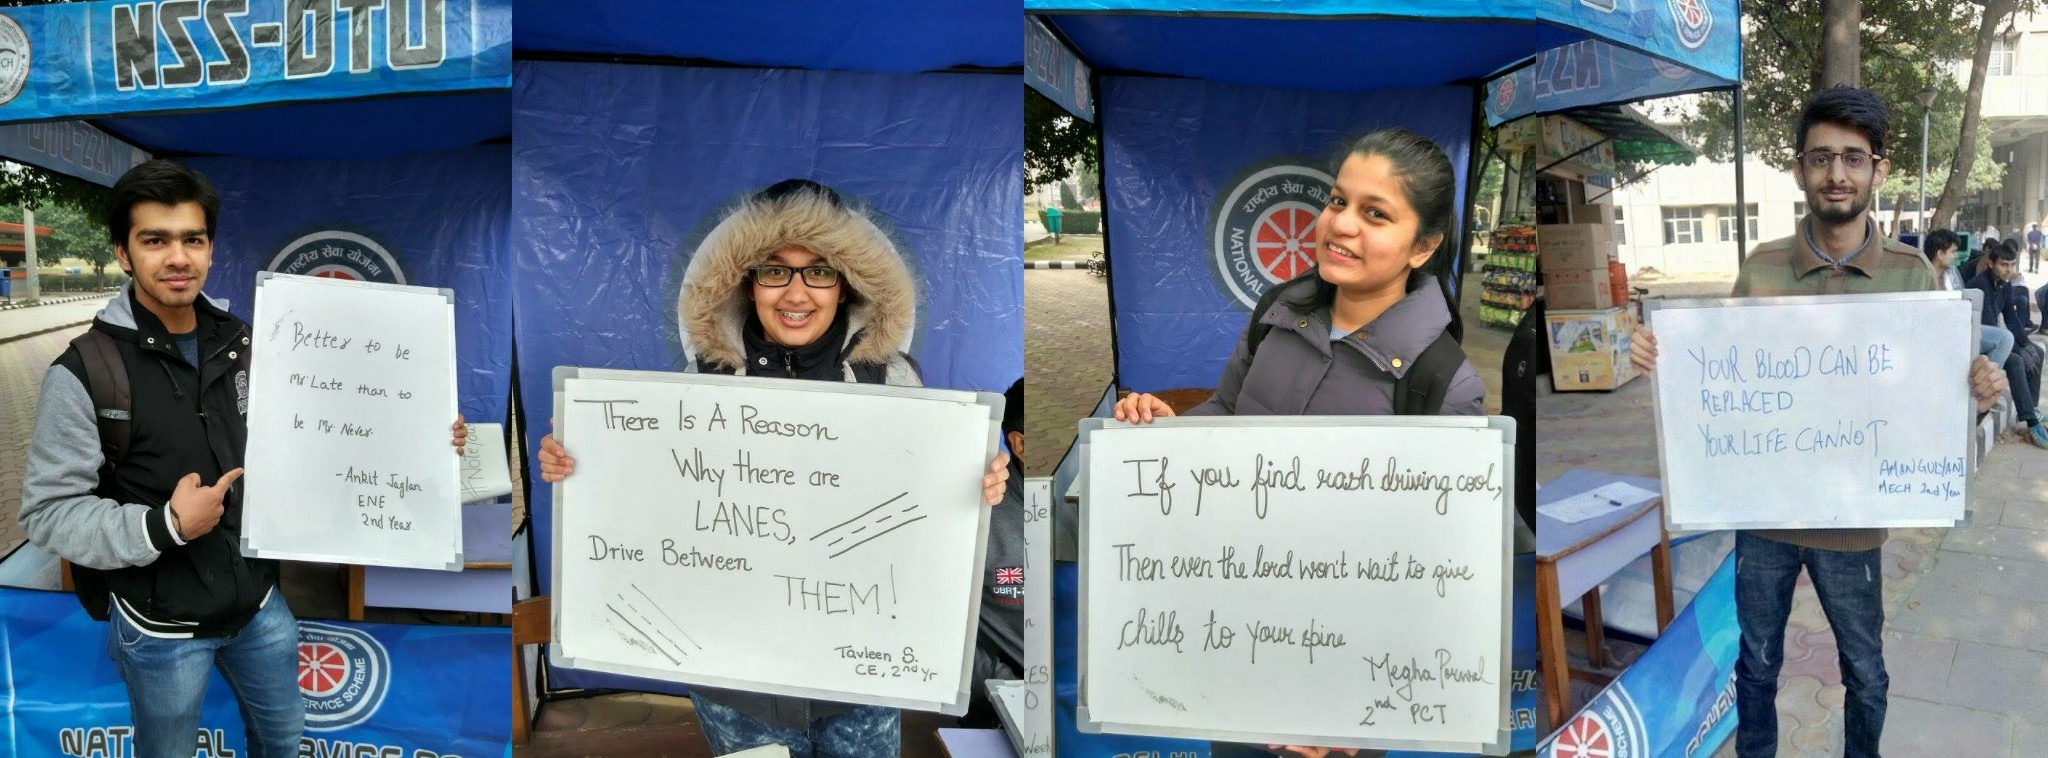 NSS-DTU
राष्ट्रीय सेवा योजना
Better to be
Mr. Late than to
be Mr. Never.
-Ankit Jaglan
ENE
2nd Year.
SERVICE SCHEME
NATIONAL SERVICE
There Is A Reason
Why there are
LANES,
Drive Between
THEM!
Tavleen S.
CE, 2nd Yr
राष्ट्रीय सेवा
NATIONAL
If you find rash driving cool,
Then even the lord won't wait to give
chills to your spine
Megha Porwal
2nd PCT
YOUR BLOOD CAN BE
REPLACED
YOUR LIFE CANNOT
AMAN GULYANI
MECH 2nd Year
SCHEME